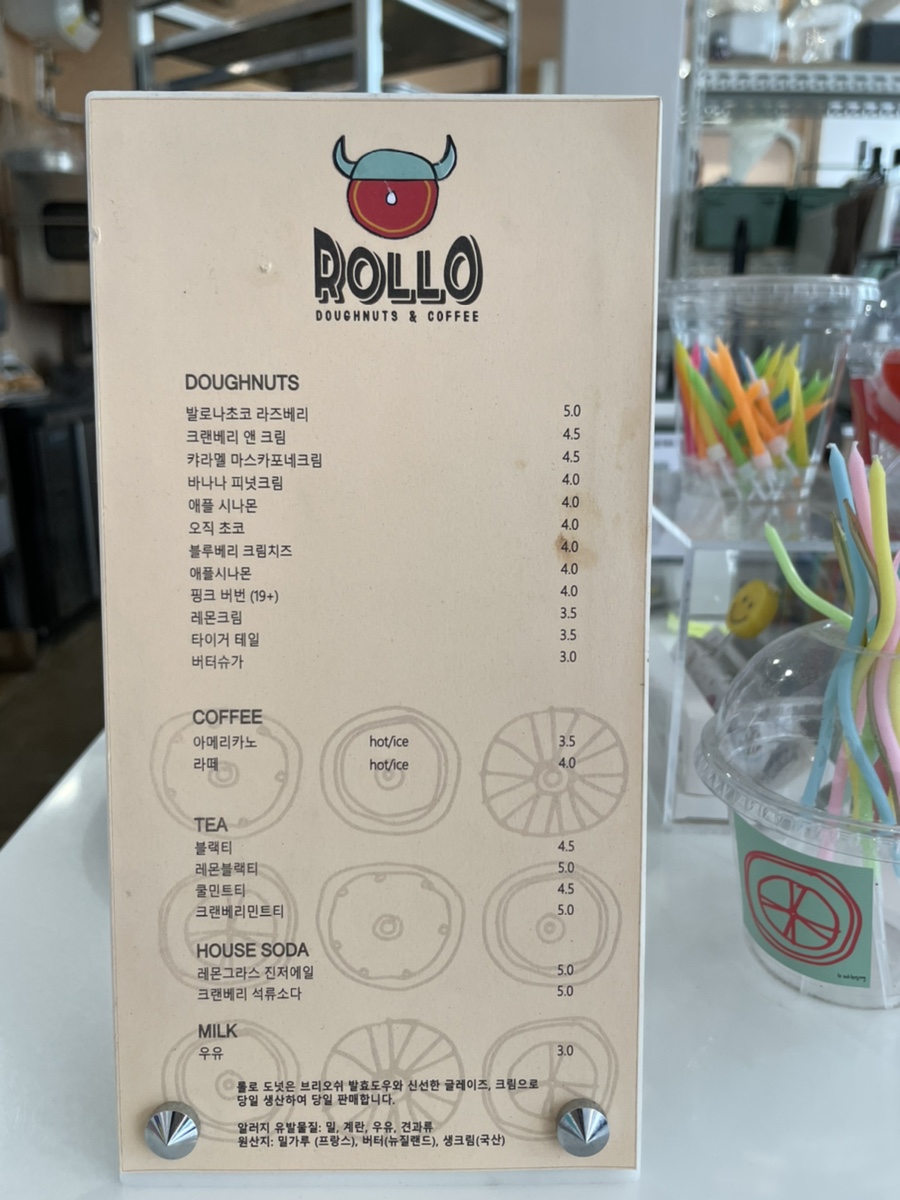 ROLLO
DOUGHNUTS & COFFEE
DOUGHNUTS
발로나초코 라즈베리 5.0
크랜베리 앤 크림 4.5
캬라멜 마스카포네크림 4.5
바나나 피넛크림 4.0
애플 시나몬 4.0
오직 초코 4.0
블루베리 크림치즈 4.0
애플시나몬 4.0
핑크 버번 (19+) 4.0
레몬크림 3.5
타이거 테일 3.5
버터슈가 3.0
COFFEE
아메리카노 hot/ice 3.5
라떼 hot/ice 4.0
TEA
블랙티 4.5
레몬블랙티 5.0
쿨민트티 4.5
크랜베리민트티 5.0
HOUSE SODA
레몬그라스 진저에일 5.0
크랜베리 석류소다 5.0
MILK
우유 3.0
롤로 도넛은 브리오쉬 발효도우와 신선한 글레이즈, 크림으로
당일 생산하여 당일 판매합니다.
알러지 유발물질: 밀, 계란, 우유, 견과류
원산지: 밀가루 (프랑스), 버터(뉴질랜드), 생크림(국산)